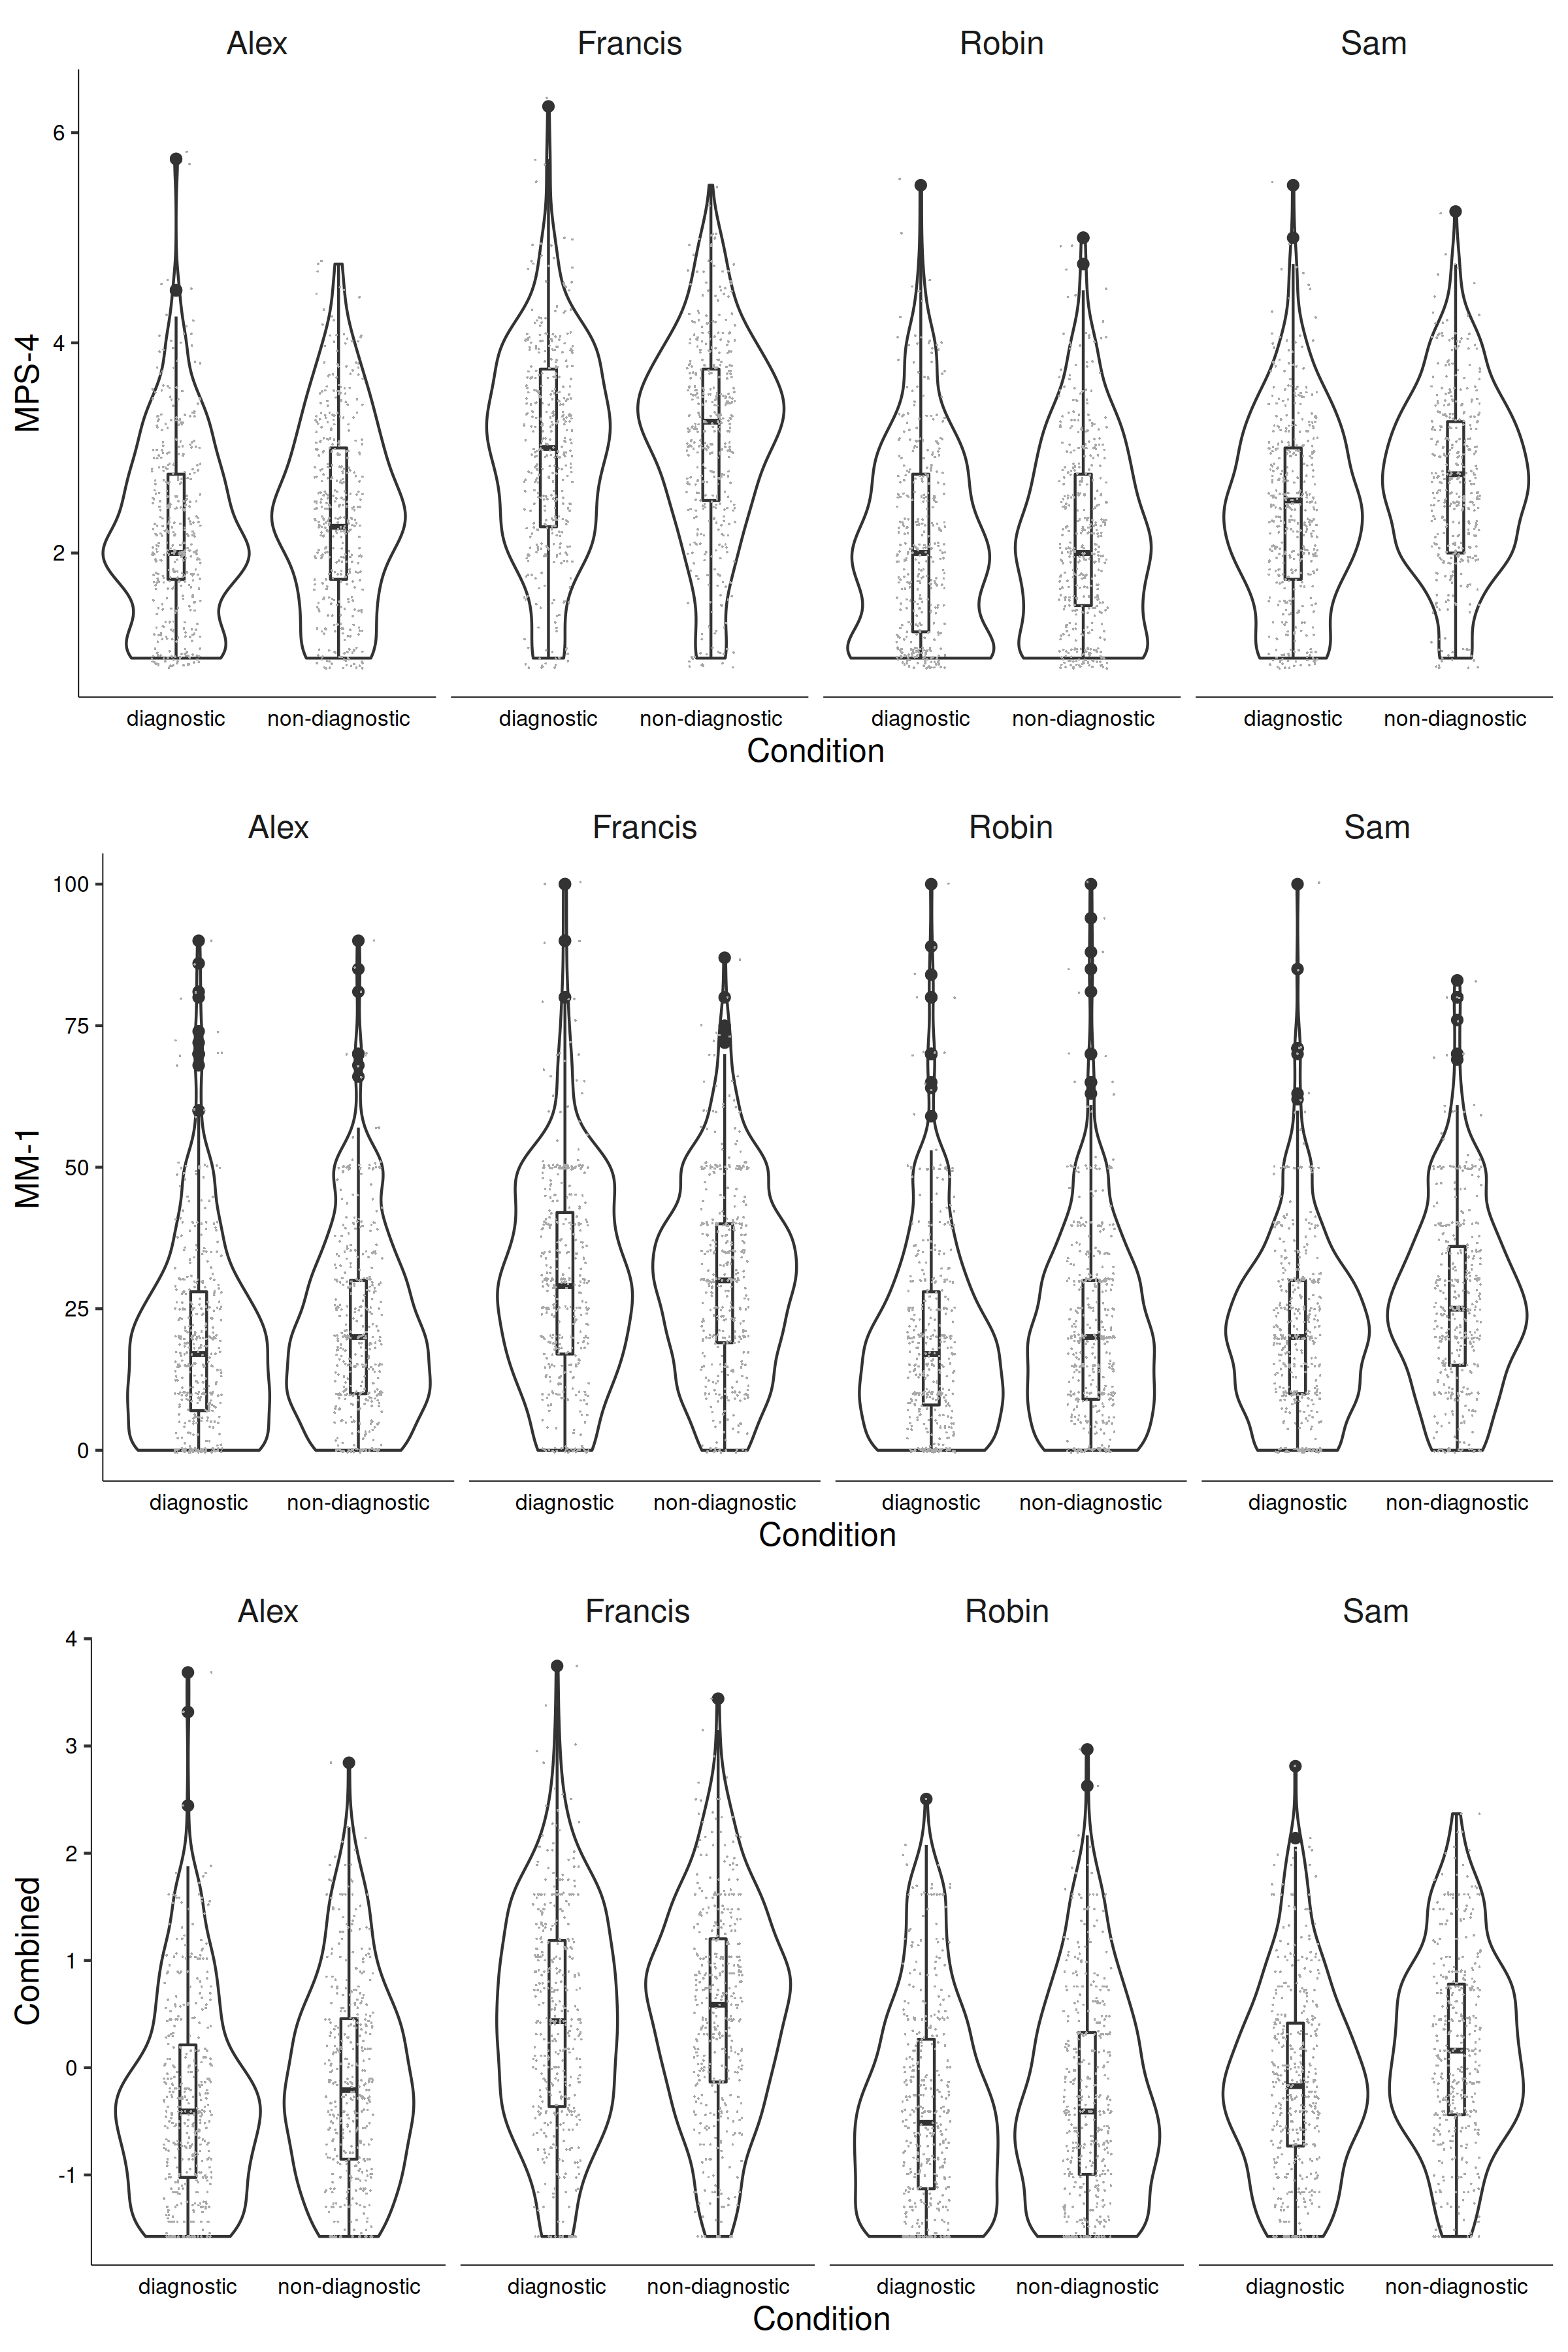 Alex Francis Robin Sam
6
4
2
MPS-4
diagnostic non-diagnostic diagnostic non-diagnostic diagnostic non-diagnostic diagnostic non-diagnostic
Condition
Alex Francis Robin Sam
100
75
50
25
0
MM-1
diagnostic non-diagnostic diagnostic non-diagnostic diagnostic non-diagnostic diagnostic non-diagnostic
Condition
Alex Francis Robin Sam
4
3
2
1
0
-1
Combined
diagnostic non-diagnostic diagnostic non-diagnostic diagnostic non-diagnostic diagnostic non-diagnostic
Condition